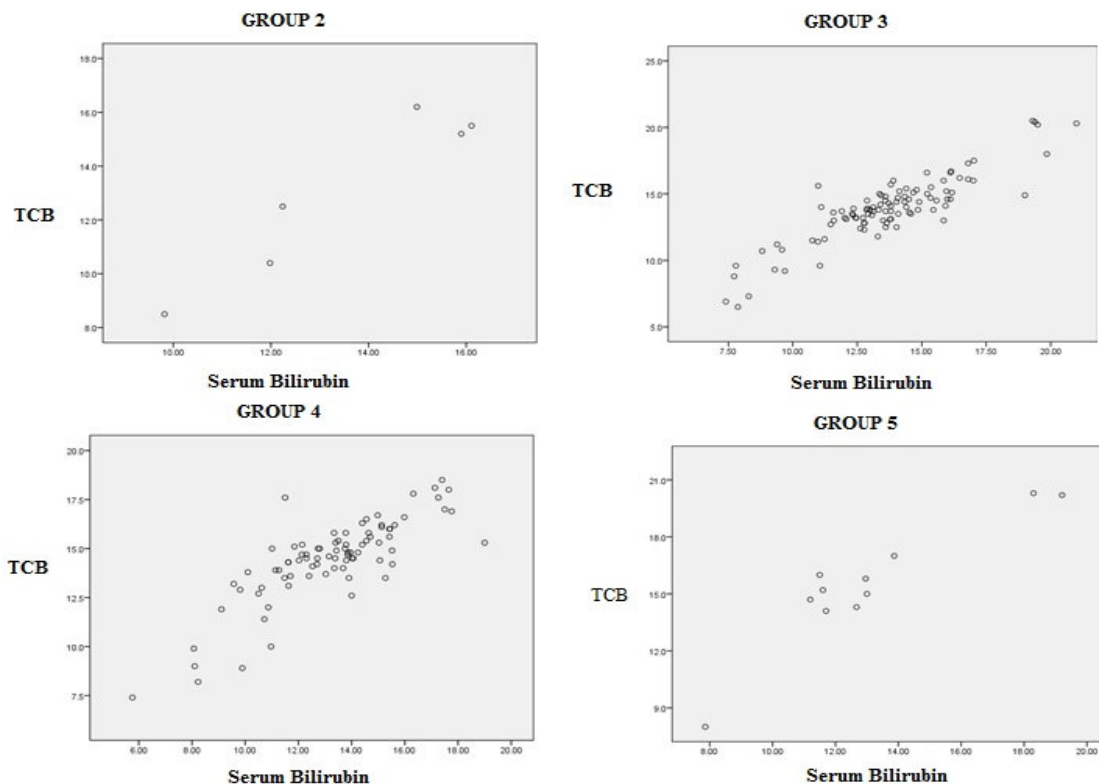 GROUP 2
18.0
16.0
14.0
12.0
10.0
8.0
TCB
10.00 12.00 14.00 16.00
Serum Bilirubin
GROUP 3
25.0
20.0
15.0
10.0
5.0
TCB
7.50 10.00 12.50 15.00 17.50 20.00
Serum Bilirubin
GROUP 4
20.0
17.5
15.0
12.5
10.0
7.5
TCB
6.00 8.00 10.00 12.00 14.00 16.00 18.00 20.00
Serum Bilirubin
GROUP 5
21.0
18.0
15.0
12.0
9.0
TCB
8.00 10.00 12.00 14.00 16.00 18.00 20.00
Serum Bilirubin